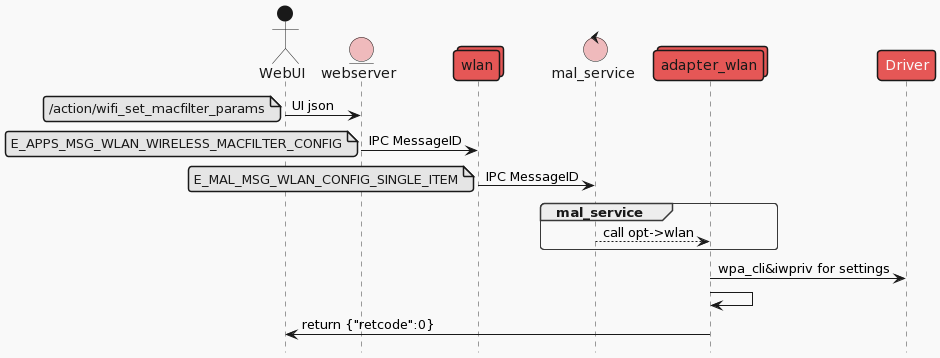 WebUI
webserver
wlan
mal_service
adapter_wlan
Driver
/action/wifi_set_macfilter_params
UI json
E_APPS_MSG_WLAN_WIRELESS_MACFILTER_CONFIG
IPC MessageID
E_MAL_MSG_WLAN_CONFIG_SINGLE_ITEM
IPC MessageID
mal_service
call opt->wlan
wpa_cli&iwpriv for settings
return {"retcode":0}